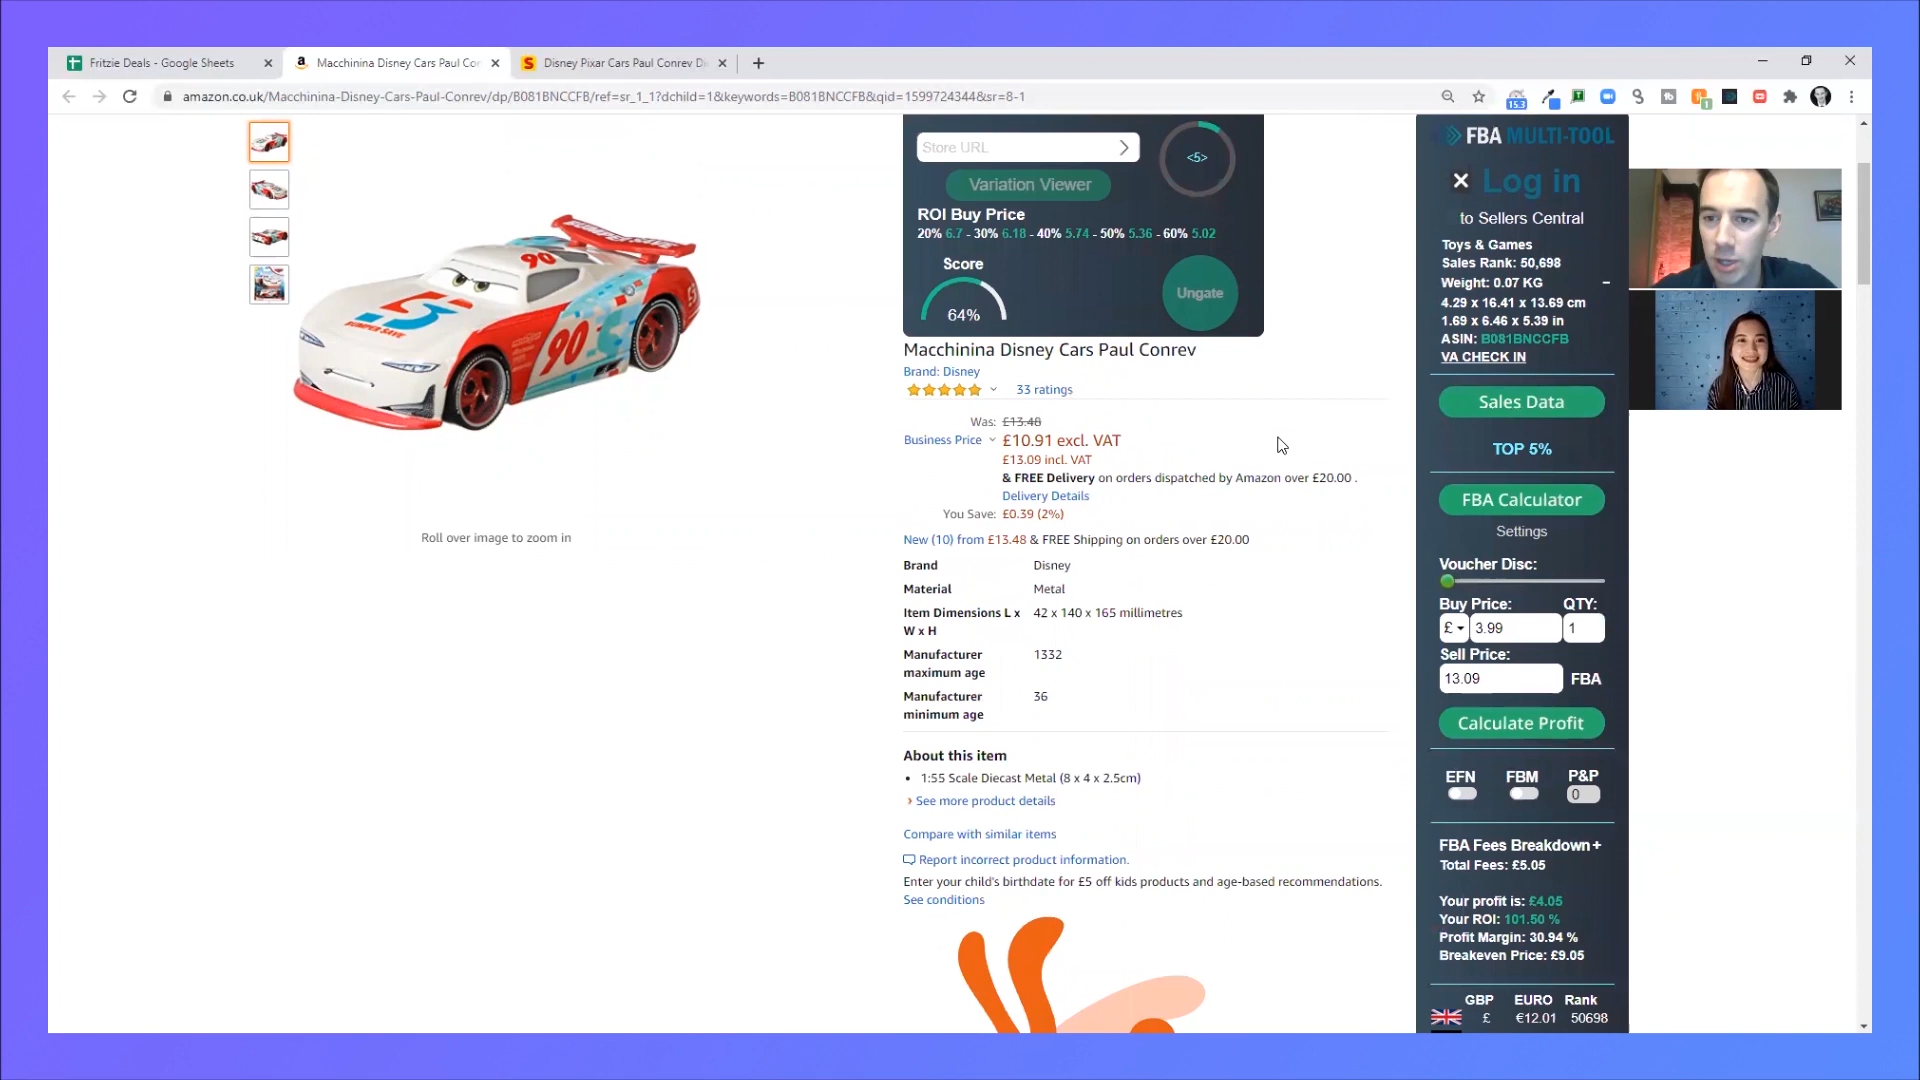 Fritzie Deals - Google Sheets
Macchinina Disney Cars Paul Con
Disney Pixar Cars Paul Conrev Di
amazon.co.uk/Macchinina-Disney-Cars-Paul-Conrev/dp/B081BNCCFB/ref=sr_1_1?dchild=1&keywords=B081BNCCFB&qid=1599724344&sr=8-1
15.3
Store URL
<5>
Variation Viewer
ROI Buy Price
20% 6.7 - 30% 6.18 - 40% 5.74 - 50% 5.36 - 60% 5.02
Score
64%
Ungate
90
BUMPER SAVE
90
Roll over image to zoom in
Macchinina Disney Cars Paul Conrev
Brand: Disney
33 ratings
Was: £13.48
Business Price £10.91 excl. VAT
£13.09 incl. VAT
& FREE Delivery on orders dispatched by Amazon over £20.00 .
Delivery Details
You Save: £0.39 (2%)
New (10) from £13.48 & FREE Shipping on orders over £20.00
Brand Disney
Material Metal
Item Dimensions L x W x H 42 x 140 x 165 millimetres
Manufacturer maximum age 1332
Manufacturer minimum age 36
About this item
• 1:55 Scale Diecast Metal (8 x 4 x 2.5cm)
› See more product details
Compare with similar items
Report incorrect product information.
Enter your child's birthdate for £5 off kids products and age-based recommendations.
See conditions
FBA MULTI-TOOL
X Log in
to Sellers Central
Toys & Games
Sales Rank: 50,698
Weight: 0.07 KG –
4.29 x 16.41 x 13.69 cm
1.69 x 6.46 x 5.39 in
ASIN: B081BNCCFB
VA CHECK IN
Sales Data
TOP 5%
FBA Calculator
Settings
Voucher Disc:
Buy Price: QTY:
£ 3.99 1
Sell Price:
13.09 FBA
Calculate Profit
EFN FBM P&P
0
FBA Fees Breakdown+
Total Fees: £5.05
Your profit is: £4.05
Your ROI: 101.50 %
Profit Margin: 30.94 %
Breakeven Price: £9.05
GBP EURO Rank
£ €12.01 50698